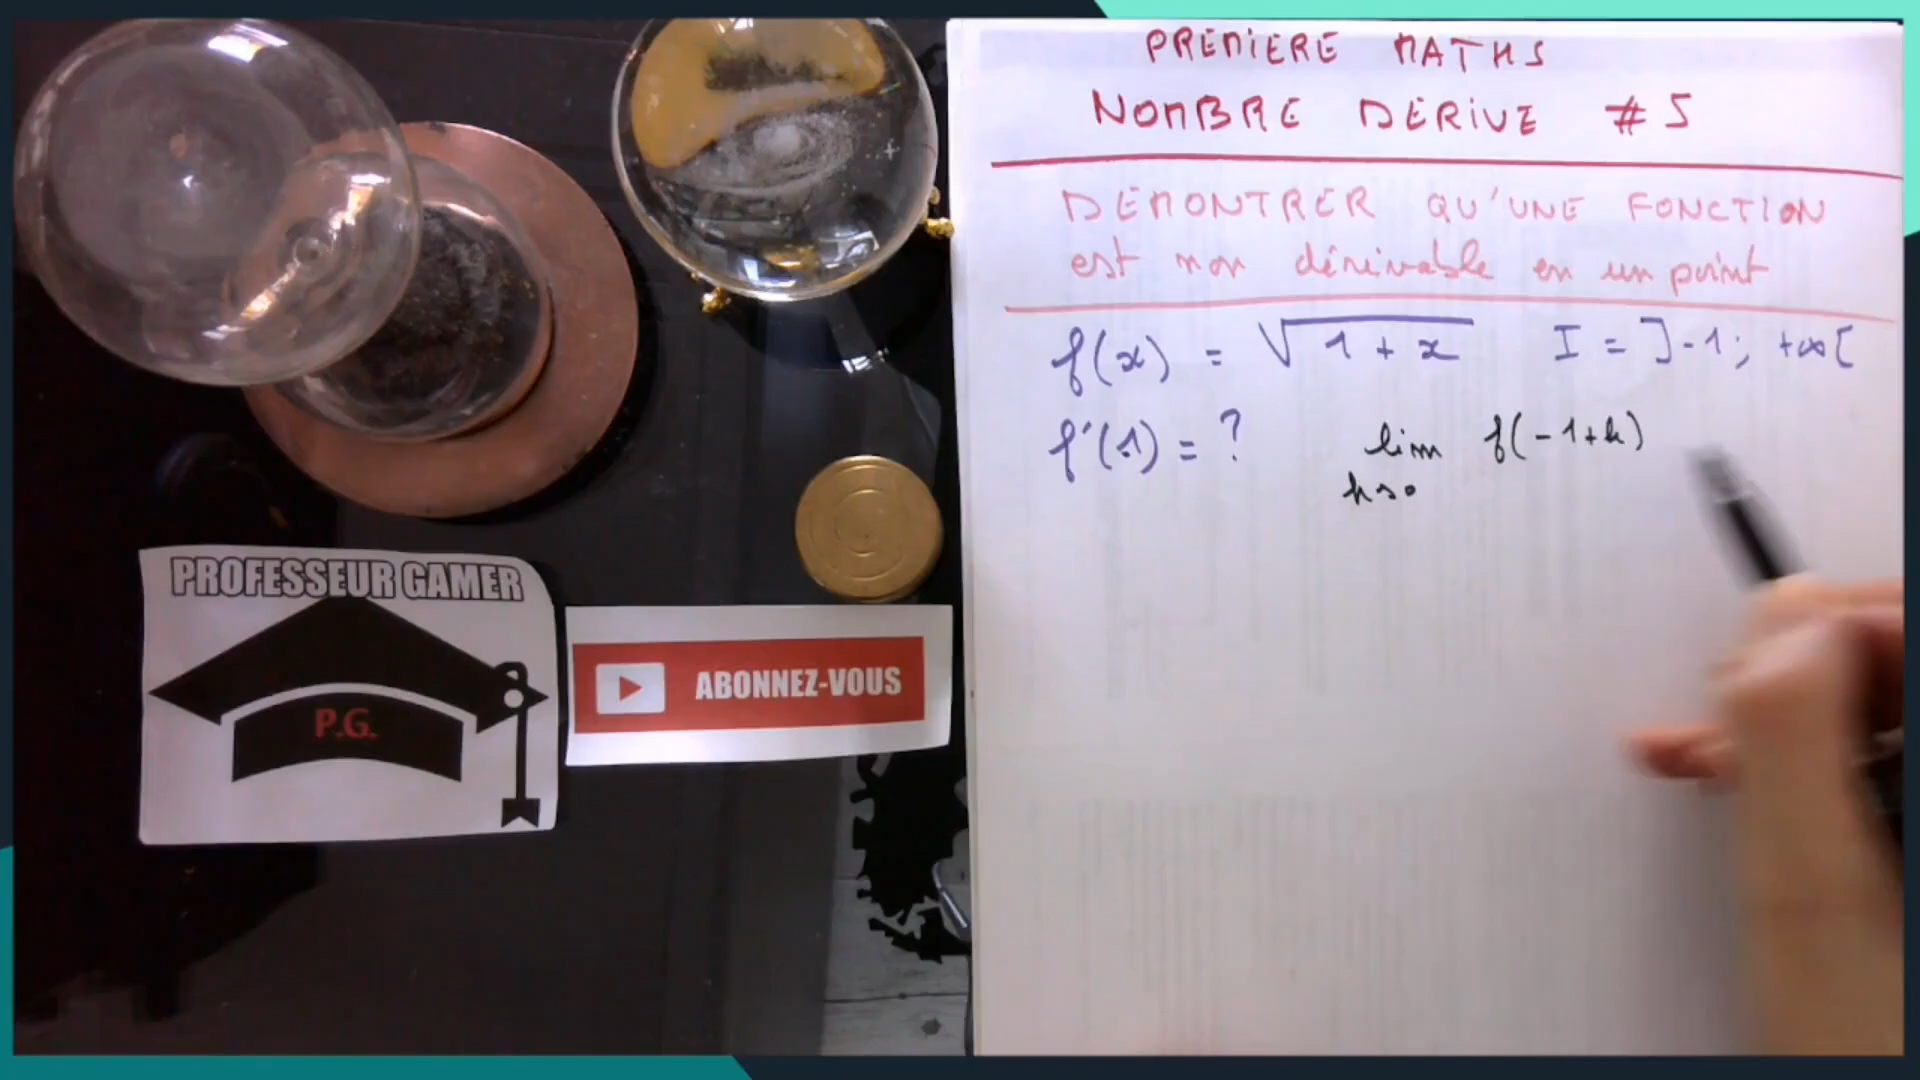 PREMIERE MATHS
NOMBRE DERIVE #5
DEMONTRER QU'UNE FONCTION
est non dérivable en un point
f(x) = √1+x I = ]-1; +∞[
f'(1) = ? lim f(-1+h)
h→0
PROFESSEUR GAMER
P.G.
ABONNEZ-VOUS